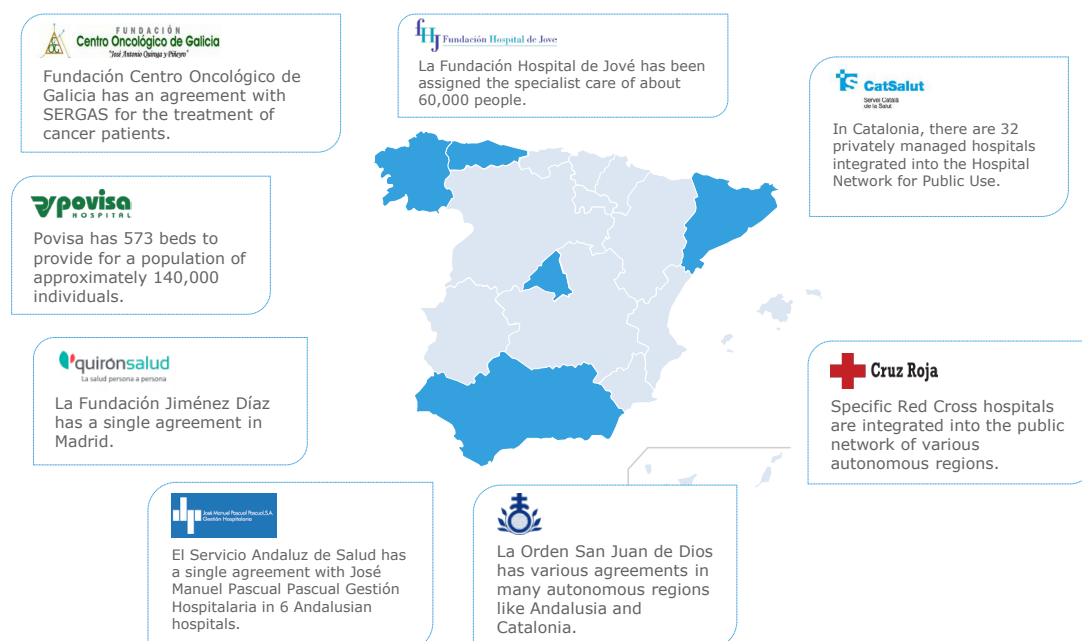 FUNDACIÓN
Centro Oncológico de Galicia
"José Antonio Quiroga y Piñeyro"
Fundación Centro Oncológico de
Galicia has an agreement with
SERGAS for the treatment of
cancer patients.
fHJ Fundación Hospital de Jove
La Fundación Hospital de Jové has been
assigned the specialist care of about
60,000 people.
CatSalut
Servei Català
de la Salut
In Catalonia, there are 32
privately managed hospitals
integrated into the Hospital
Network for Public Use.
povisa
HOSPITAL
Povisa has 573 beds to
provide for a population of
approximately 140,000
individuals.
quirónsalud
La salud persona a persona
La Fundación Jiménez Díaz
has a single agreement in
Madrid.
Cruz Roja
Specific Red Cross hospitals
are integrated into the public
network of various
autonomous regions.
José Manuel Pascual Pascual,S.A.
Gestión Hospitalaria
El Servicio Andaluz de Salud has
a single agreement with José
Manuel Pascual Pascual Gestión
Hospitalaria in 6 Andalusian
hospitals.
La Orden San Juan de Dios
has various agreements in
many autonomous regions
like Andalusia and
Catalonia.